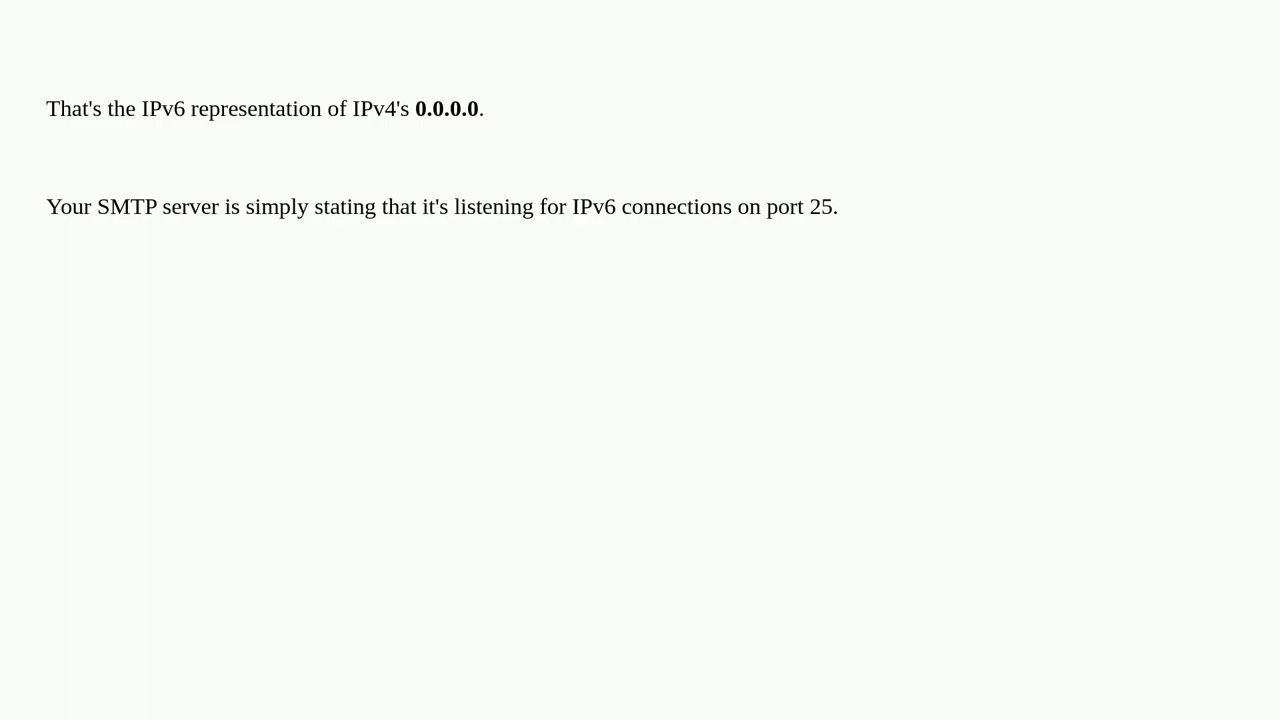 That's the IPv6 representation of IPv4's 0.0.0.0.
Your SMTP server is simply stating that it's listening for IPv6 connections on port 25.